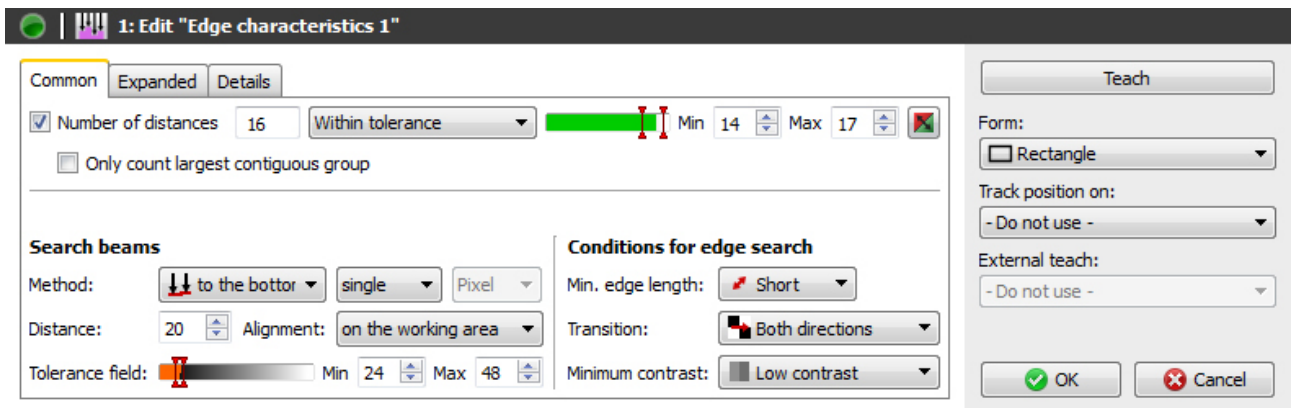 1: Edit "Edge characteristics 1"
Common Expanded Details
Number of distances 16 Within tolerance Min 14 Max 17
Only count largest contiguous group
Search beams
Method: to the bottor single Pixel
Distance: 20 Alignment: on the working area
Tolerance field: Min 24 Max 48
Conditions for edge search
Min. edge length: Short
Transition: Both directions
Minimum contrast: Low contrast
Teach
Form:
Rectangle
Track position on:
- Do not use -
External teach:
- Do not use -
OK Cancel